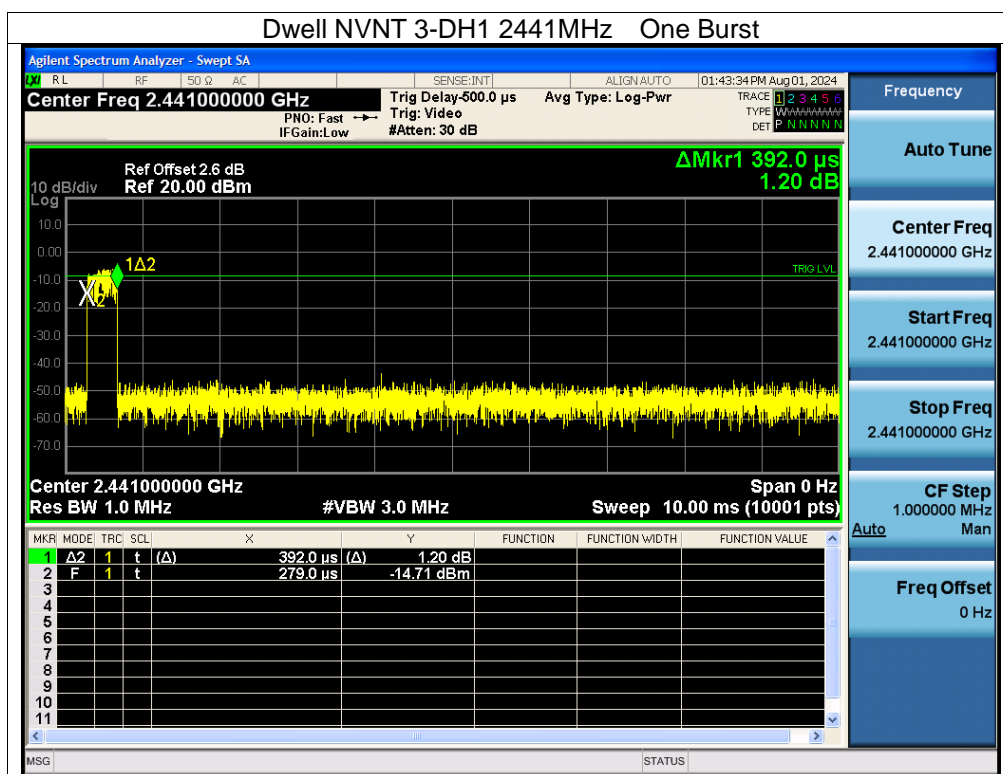 Dwell NVNT 3-DH1 2441MHz One Burst
Agilent Spectrum Analyzer - Swept SA
LXI RL RF 50 Ω AC SENSE:INT ALIGNAUTO 01:43:34 PM Aug 01, 2024
Center Freq 2.441000000 GHz Trig Delay-500.0 µs Avg Type: Log-Pwr TRACE 1 2 3 4 5 6
PNO: Fast Trig: Video TYPE WWWWWW
IFGain:Low #Atten: 30 dB DET P N N N N N
ΔMkr1 392.0 µs
1.20 dB
Ref Offset 2.6 dB
10 dB/div Ref 20.00 dBm
Log
10.0
0.00
-10.0
-20.0
-30.0
-40.0
-50.0
-60.0
-70.0
1Δ2
X2
TRIG LVL
Center 2.441000000 GHz Span 0 Hz
Res BW 1.0 MHz #VBW 3.0 MHz Sweep 10.00 ms (10001 pts)
MKR MODE TRC SCL X Y FUNCTION FUNCTION WIDTH FUNCTION VALUE
1 Δ2 1 t (Δ) 392.0 µs (Δ) 1.20 dB
2 F 1 t 279.0 µs -14.71 dBm
3
4
5
6
7
8
9
10
11
MSG STATUS
Frequency
Auto Tune
Center Freq
2.441000000 GHz
Start Freq
2.441000000 GHz
Stop Freq
2.441000000 GHz
CF Step
1.000000 MHz
Auto Man
Freq Offset
0 Hz